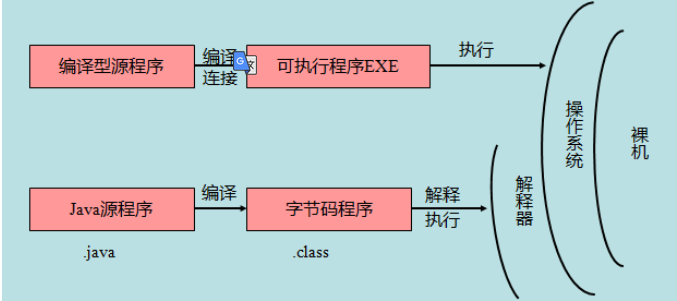 编译型源程序
编译
连接
可执行程序EXE
执行
操作系统
裸机
Java源程序
编译
字节码程序
解释
执行
解释器
.java
.class